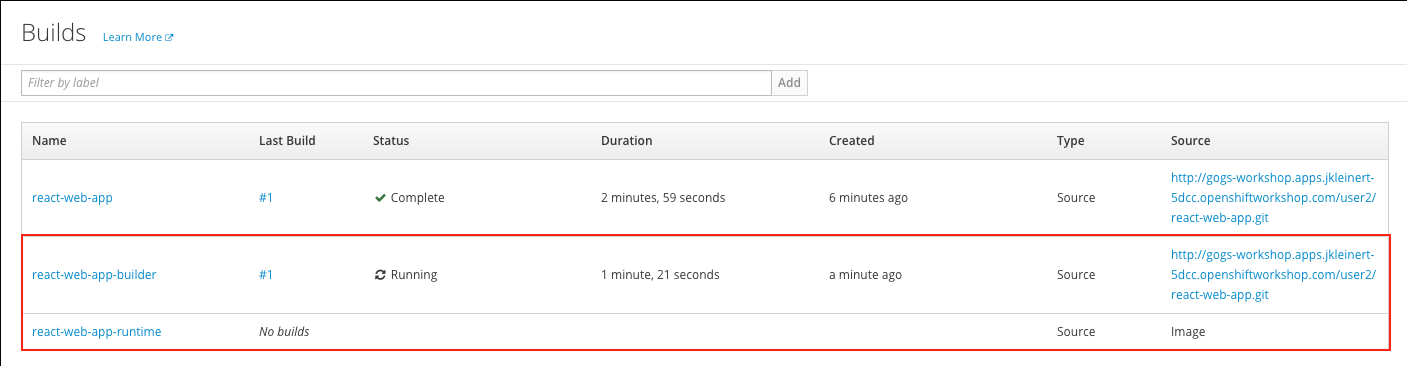 Builds Learn More
Filter by label Add
Name Last Build Status Duration Created Type Source
react-web-app #1 Complete 2 minutes, 59 seconds 6 minutes ago Source http://gogs-workshop.apps.jkleinert-
5dcc.openshiftworkshop.com/user2/
react-web-app.git
react-web-app-builder #1 Running 1 minute, 21 seconds a minute ago Source http://gogs-workshop.apps.jkleinert-
5dcc.openshiftworkshop.com/user2/
react-web-app.git
react-web-app-runtime No builds Source Image